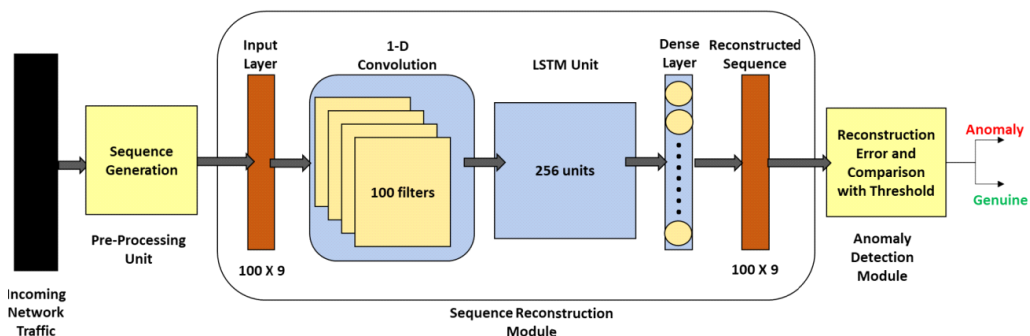 Incoming
Network
Traffic
Sequence
Generation
Pre-Processing
Unit
Input
Layer
100 X 9
1-D
Convolution
100 filters
LSTM Unit
256 units
Dense
Layer
Reconstructed
Sequence
100 X 9
Sequence Reconstruction
Module
Reconstruction
Error and
Comparison
with Threshold
Anomaly
Detection
Module
Anomaly
Genuine